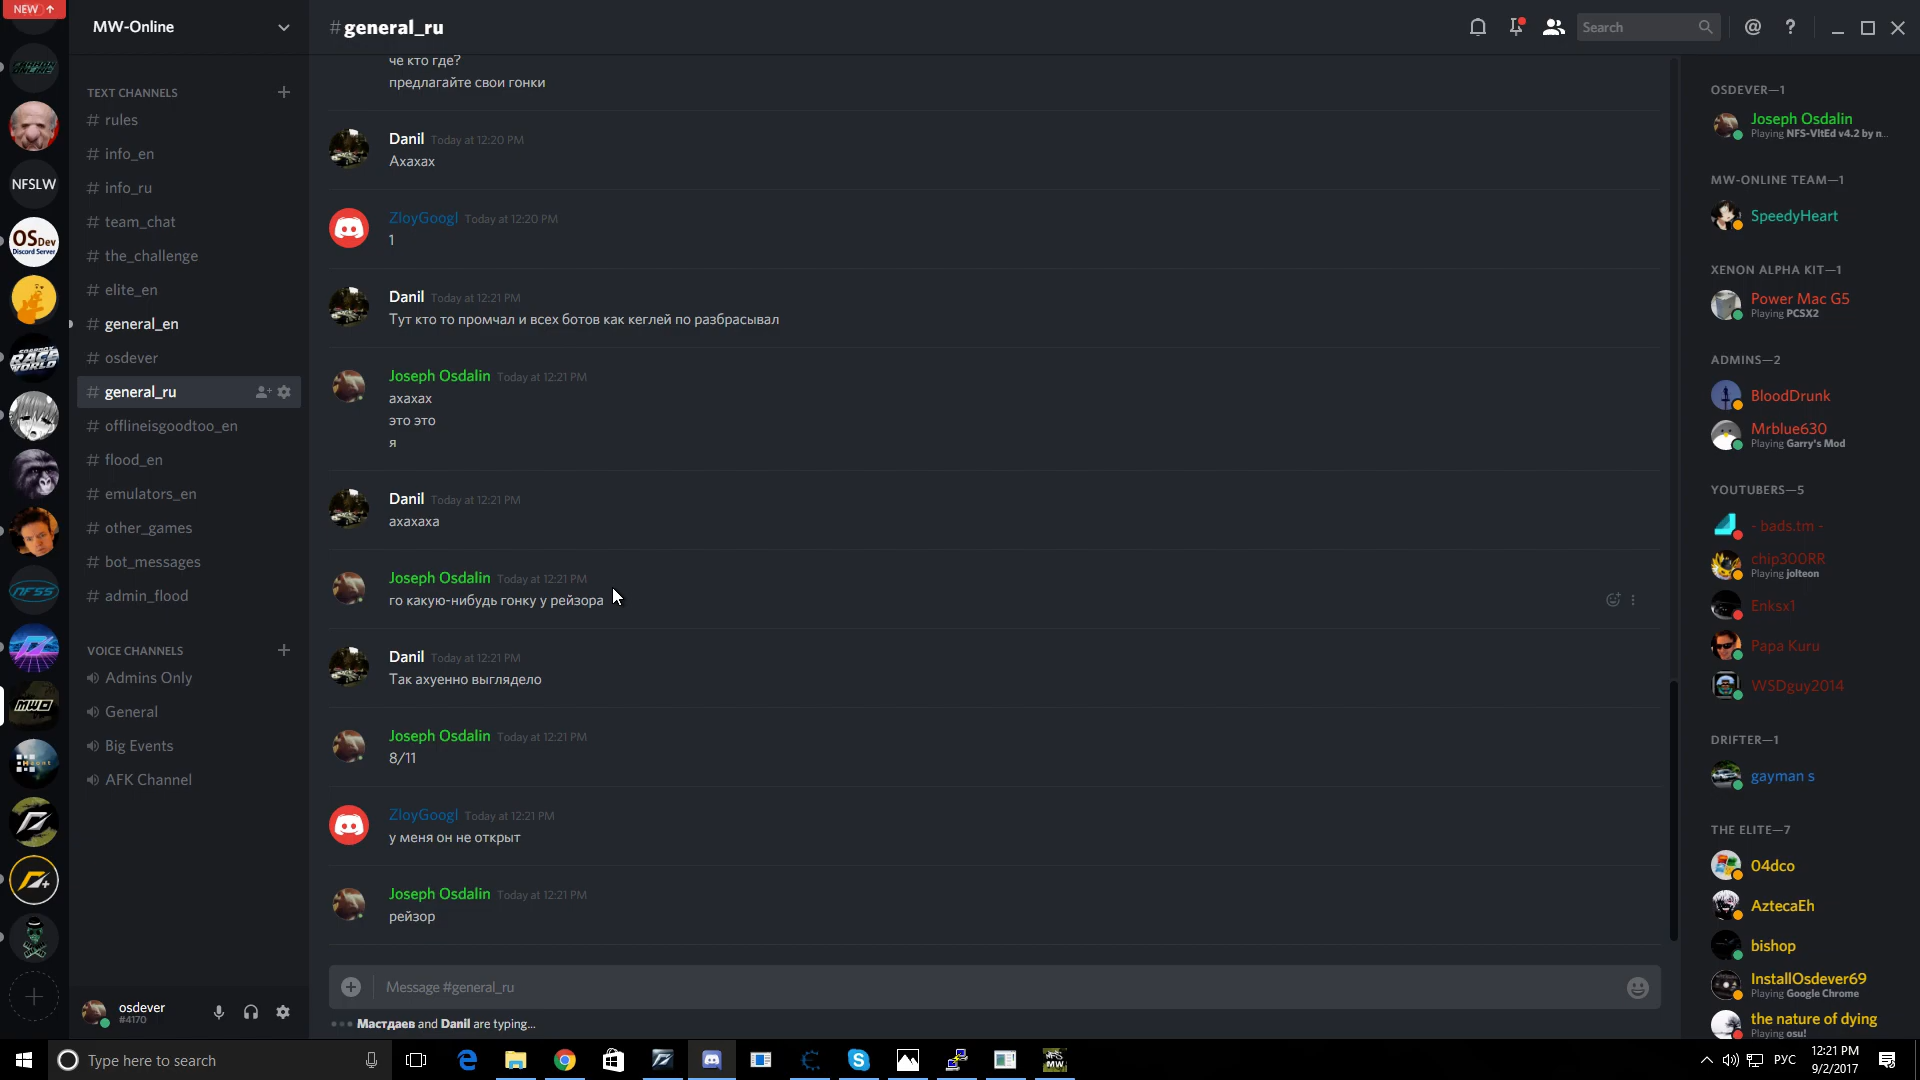 NEW ↑
MW-Online
#general_ru
Search
NFSLW
OSDev
Discord Server
RACE
WORLD
NFSS
MWO
TEXT CHANNELS
# rules
# info_en
# info_ru
# team_chat
# the_challenge
# elite_en
# general_en
# osdever
# general_ru
# offlineisgoodtoo_en
# flood_en
# emulators_en
# other_games
# bot_messages
# admin_flood
VOICE CHANNELS
Admins Only
General
Big Events
AFK Channel
osdever
#4170
че кто где?
предлагайте свои гонки
Danil Today at 12:20 PM
Ахахах
ZloyGoogl Today at 12:20 PM
1
Danil Today at 12:21 PM
Тут кто то промчал и всех ботов как кеглей по разбрасывал
Joseph Osdalin Today at 12:21 PM
ахахах
это это
я
Danil Today at 12:21 PM
ахахаха
Joseph Osdalin Today at 12:21 PM
го какую-нибудь гонку у рейзора
Danil Today at 12:21 PM
Так ахуенно выглядело
Joseph Osdalin Today at 12:21 PM
8/11
ZloyGoogl Today at 12:21 PM
у меня он не открыт
Joseph Osdalin Today at 12:21 PM
рейзор
Message #general_ru
Мастдаев and Danil are typing...
OSDEVER—1
Joseph Osdalin
Playing NFS-VltEd v4.2 by n...
MW-ONLINE TEAM—1
SpeedyHeart
XENON ALPHA KIT—1
Power Mac G5
Playing PCSX2
ADMINS—2
BloodDrunk
Mrblue630
Playing Garry's Mod
YOUTUBERS—5
- bads.tm -
chip300RR
Playing jolteon
Enksx1
Papa Kuru
WSDguy2014
DRIFTER—1
gayman s
THE ELITE—7
04dco
AztecaEh
bishop
InstallOsdever69
Playing Google Chrome
the nature of dying
Playing osu!
Type here to search
NFS
MW
РУС
12:21 PM
9/2/2017